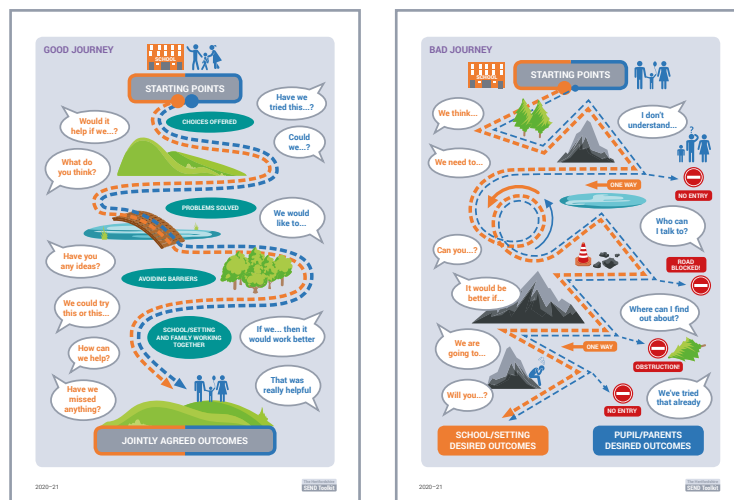 GOOD JOURNEY
SCHOOL
STARTING POINTS
Have we
tried this...?
CHOICES OFFERED
Would it
help if we...?
Could
we...?
What do
you think?
PROBLEMS SOLVED
We would
like to...
Have you
any ideas?
AVOIDING BARRIERS
We could try
this or this...
SCHOOL/SETTING
AND FAMILY WORKING
TOGETHER
If we... then it
would work better
How can
we help?
Have we
missed
anything?
That was
really helpful
JOINTLY AGREED OUTCOMES
2020–21
The Hertfordshire
SEND Toolkit
BAD JOURNEY
SCHOOL
STARTING POINTS
We think...
I don't
understand...
?
We need to...
ONE WAY
NO ENTRY
Who can
I talk to?
Can you...?
ROAD
BLOCKED!
It would be
better if...
Where can I find
out about?
We are
going to...
ONE WAY
OBSTRUCTION!
Will you...?
NO ENTRY
We've tried
that already
SCHOOL/SETTING
DESIRED OUTCOMES
PUPIL/PARENTS
DESIRED OUTCOMES
2020–21
The Hertfordshire
SEND Toolkit